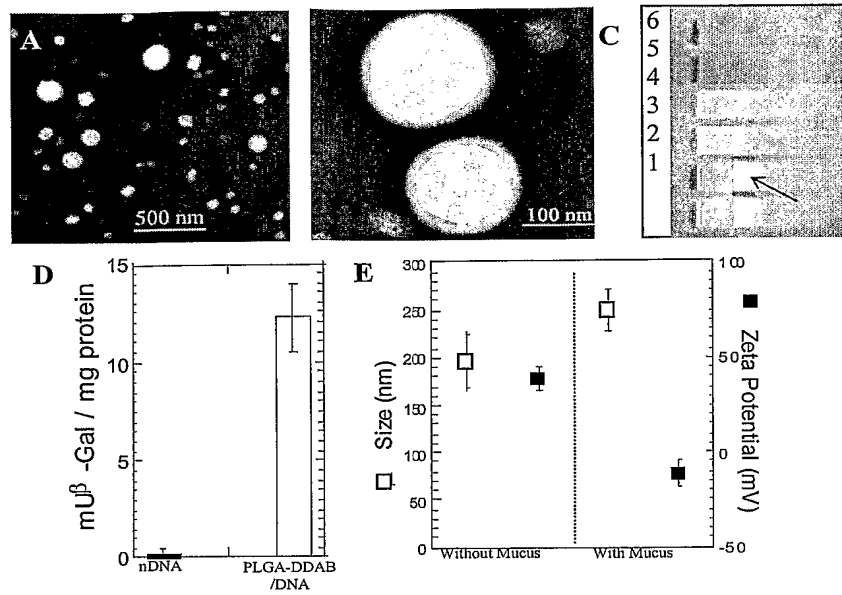 A
500 nm
100 nm
C
6
5
4
3
2
1
D
mUβ -Gal / mg protein
15
10
5
0
nDNA
PLGA-DDAB
/DNA
E
Size (nm)
300
250
200
150
100
50
0
Without Mucus
With Mucus
100
50
0
-50
Zeta Potential (mV)